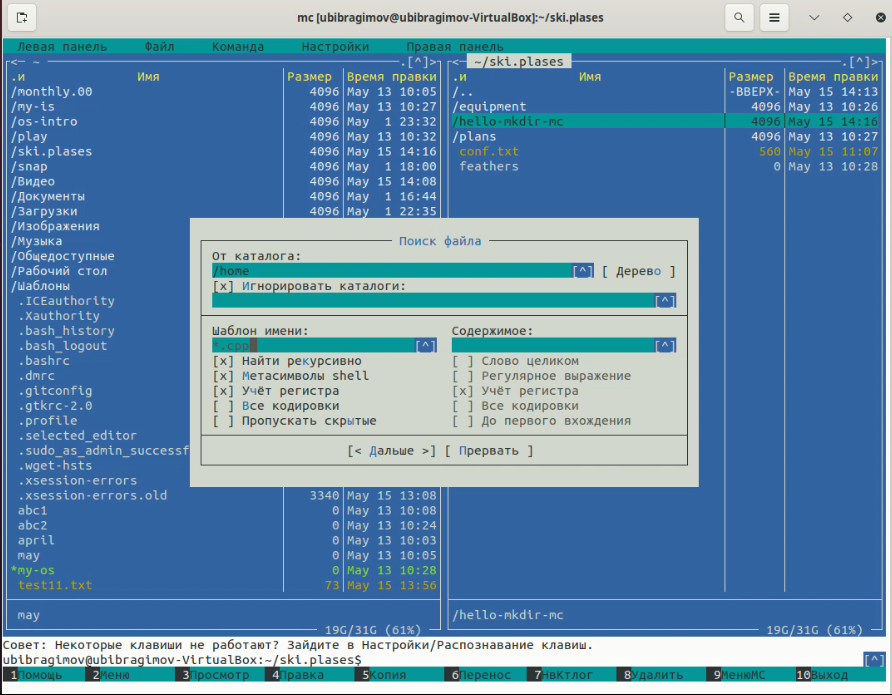 mc [ubibragimov@ubibragimov-VirtualBox]:~/ski.plases
Левая панель Файл Команда Настройки Правая панель
<─ ~ .[^]>
.и Имя Размер Время правки
/monthly.00 4096 May 13 10:05
/my-is 4096 May 13 10:27
/os-intro 4096 May 1 23:32
/play 4096 May 13 10:32
/ski.plases 4096 May 15 14:16
/snap 4096 May 1 18:00
/Видео 4096 May 15 14:08
/Документы 4096 May 1 16:44
/Загрузки 4096 May 1 22:35
/Изображения
/Музыка
/Общедоступные
/Рабочий стол
/Шаблоны
.ICEauthority
.Xauthority
.bash_history
.bash_logout
.bashrc
.dmrc
.gitconfig
.gtkrc-2.0
.profile
.selected_editor
.sudo_as_admin_successf
.wget-hsts
.xsession-errors
.xsession-errors.old 3340 May 15 13:08
abc1 0 May 13 10:08
abc2 0 May 13 10:24
april 0 May 13 10:03
may 0 May 13 10:05
*my-os 0 May 13 10:28
test11.txt 73 May 15 13:56
may
19G/31G (61%)
<─ ~/ski.plases .[^]>
.и Имя Размер Время правки
/.. -ВВЕРХ- May 15 14:13
/equipment 4096 May 13 10:26
/hello-mkdir-mc 4096 May 15 14:16
/plans 4096 May 13 10:27
conf.txt 560 May 15 11:07
feathers 0 May 13 10:28
/hello-mkdir-mc
19G/31G (61%)
Поиск файла
От каталога:
/home [^] [ Дерево ]
[x] Игнорировать каталоги:
[^]
Шаблон имени:
*.cpp [^]
[x] Найти рекурсивно
[x] Метасимволы shell
[x] Учёт регистра
[ ] Все кодировки
[ ] Пропускать скрытые
Содержимое:
[^]
[ ] Слово целиком
[ ] Регулярное выражение
[x] Учёт регистра
[ ] Все кодировки
[ ] До первого вхождения
[< Дальше >] [ Прервать ]
Совет: Некоторые клавиши не работают? Зайдите в Настройки/Распознавание клавиш.
ubibragimov@ubibragimov-VirtualBox:~/ski.plases$ [^]
1Помощь 2Меню 3Просмотр 4Правка 5Копия 6Перенос 7НвКтлог 8Удалить 9МенюМС 10Выход